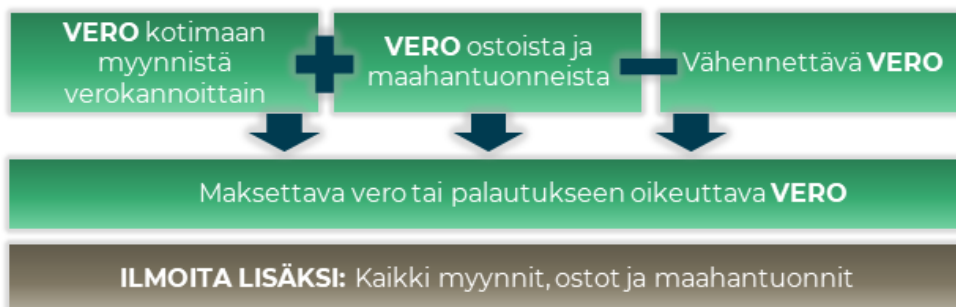 VERO kotimaan
myynnistä
verokannoittain
VERO ostoista ja
maahantuonneista
Vähennettävä VERO
Maksettava vero tai palautukseen oikeuttava VERO
ILMOITA LISÄKSI: Kaikki myynnit, ostot ja maahantuonnit